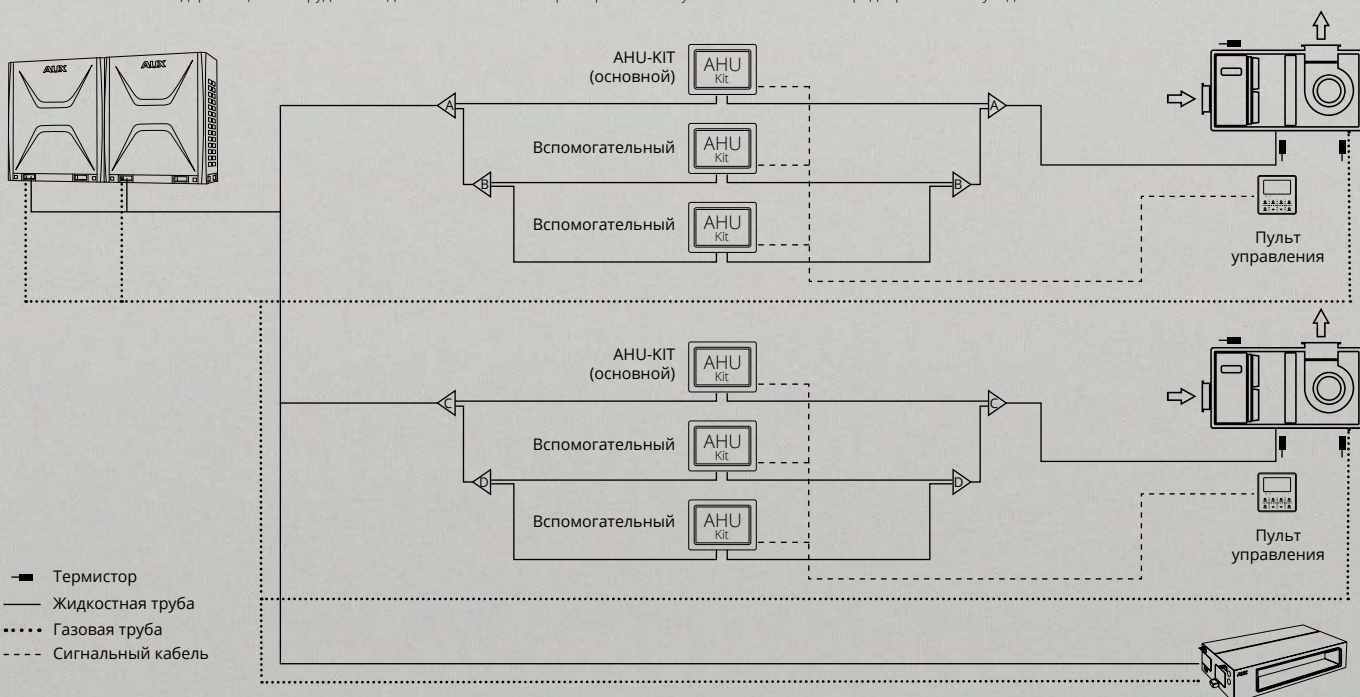 AUX
AUX
AHU-KIT
(основной)
AHU
Kit
Вспомогательный
AHU
Kit
Вспомогательный
AHU
Kit
A
A
B
B
Пульт
управления
AHU-KIT
(основной)
AHU
Kit
Вспомогательный
AHU
Kit
Вспомогательный
AHU
Kit
C
C
D
D
Пульт
управления
Термистор
Жидкостная труба
Газовая труба
Сигнальный кабель
AUX